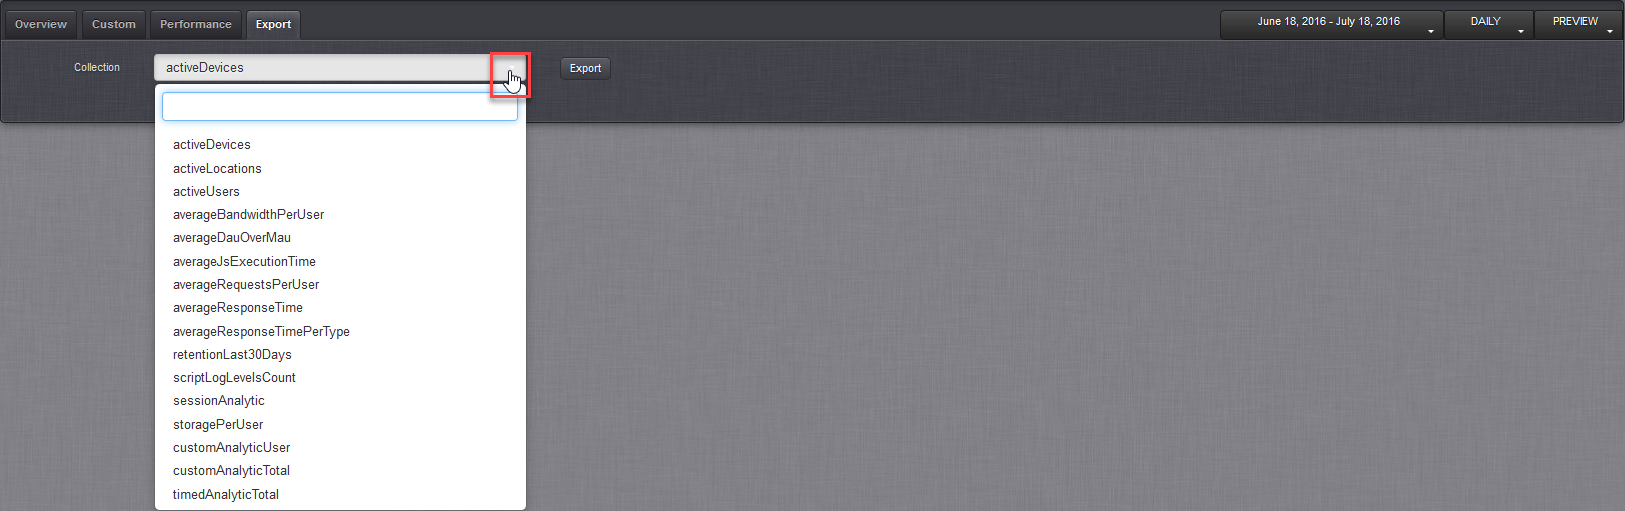 Overview Custom Performance Export June 18, 2016 - July 18, 2016 DAILY PREVIEW
Collection activeDevices Export
activeDevices
activeLocations
activeUsers
averageBandwidthPerUser
averageDauOverMau
averageJsExecutionTime
averageRequestsPerUser
averageResponseTime
averageResponseTimePerType
retentionLast30Days
scriptLogLevelsCount
sessionAnalytic
storagePerUser
customAnalyticUser
customAnalyticTotal
timedAnalyticTotal